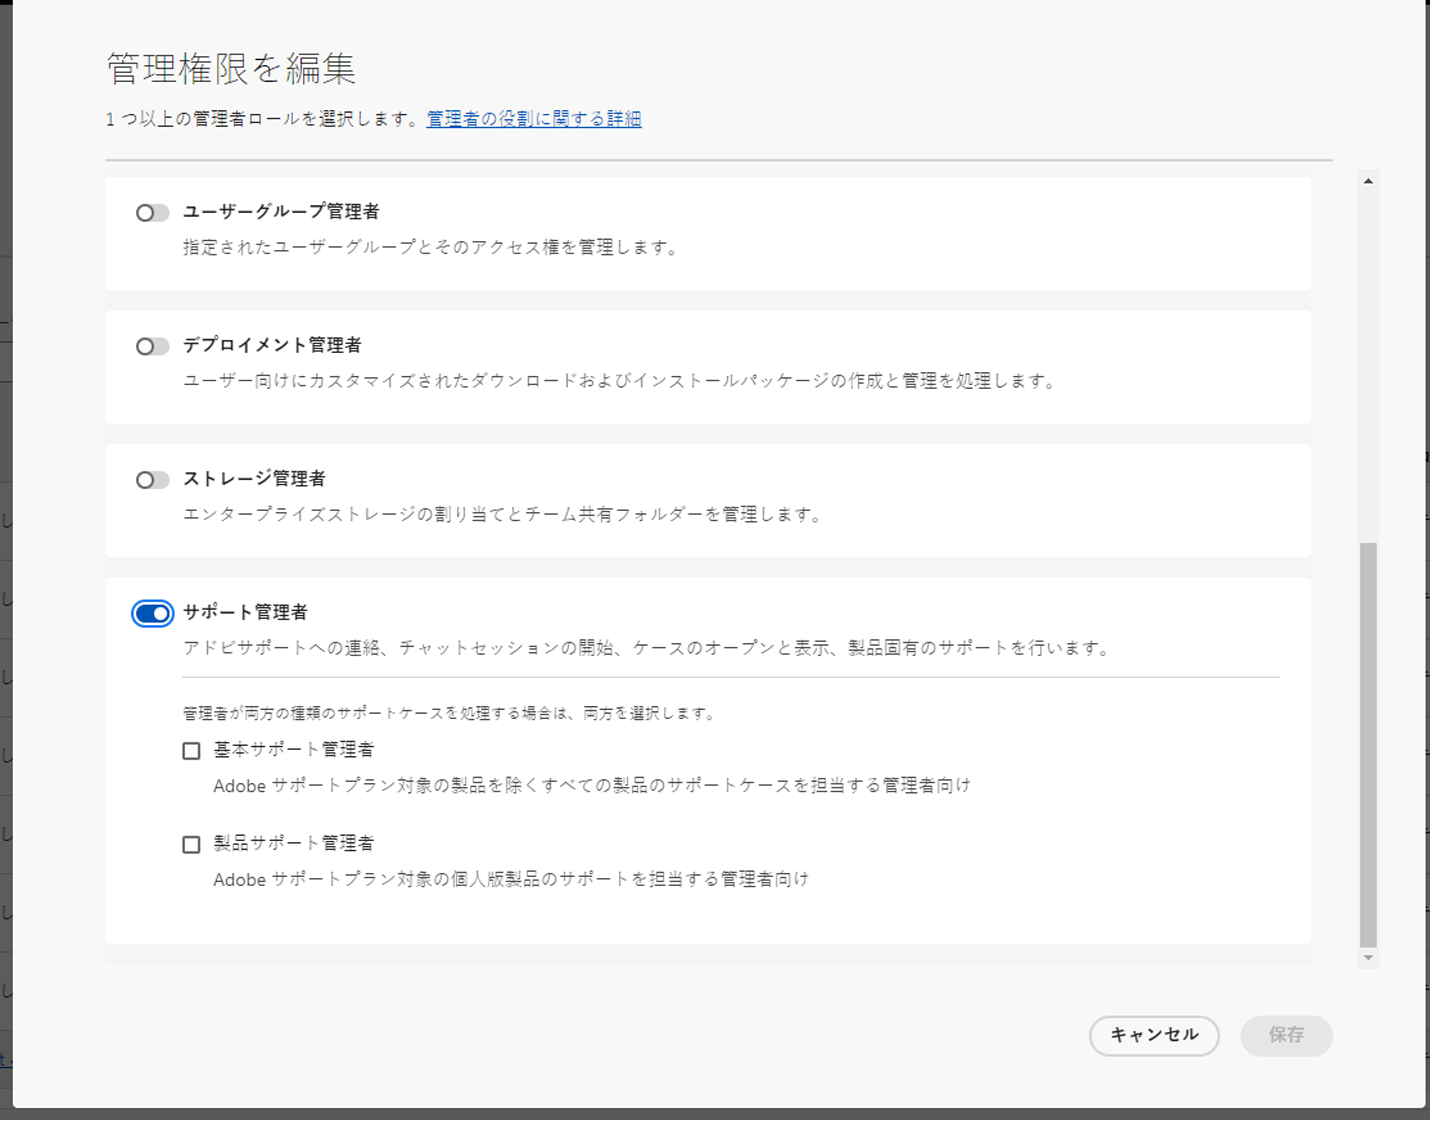 管理権限を編集
1 つ以上の管理者ロールを選択します。管理者の役割に関する詳細
ユーザーグループ管理者
指定されたユーザーグループとそのアクセス権を管理します。
デプロイメント管理者
ユーザー向けにカスタマイズされたダウンロードおよびインストールパッケージの作成と管理を処理します。
ストレージ管理者
エンタープライズストレージの割り当てとチーム共有フォルダーを管理します。
サポート管理者
アドビサポートへの連絡、チャットセッションの開始、ケースのオープンと表示、製品固有のサポートを行います。
管理者が両方の種類のサポートケースを処理する場合は、両方を選択します。
基本サポート管理者
Adobe サポートプラン対象の製品を除くすべての製品のサポートケースを担当する管理者向け
製品サポート管理者
Adobe サポートプラン対象の個人版製品のサポートを担当する管理者向け
キャンセル
保存